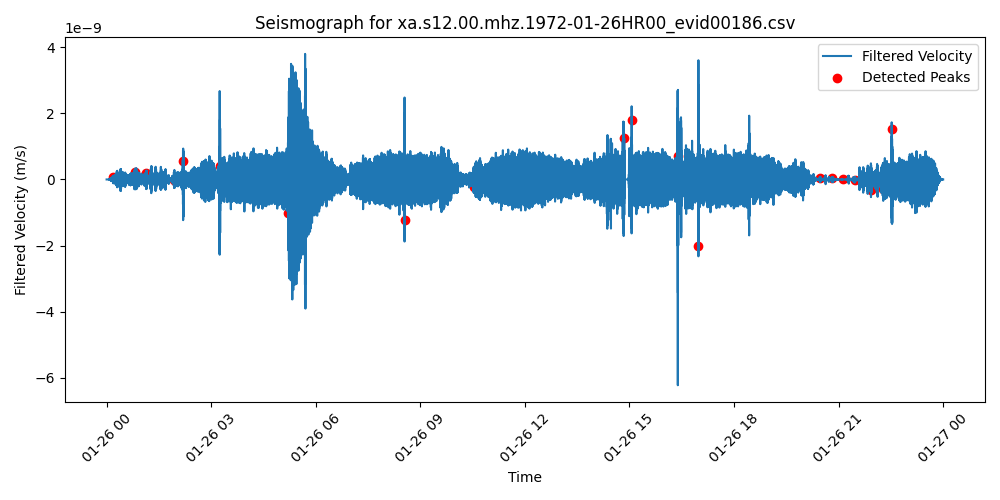 Seismograph for xa.s12.00.mhz.1972-01-26HR00_evid00186.csv
1e−9
Filtered Velocity
Detected Peaks
Filtered Velocity (m/s)
4
2
0
−2
−4
−6
01-26 00
01-26 03
01-26 06
01-26 09
01-26 12
01-26 15
01-26 18
01-26 21
01-27 00
Time